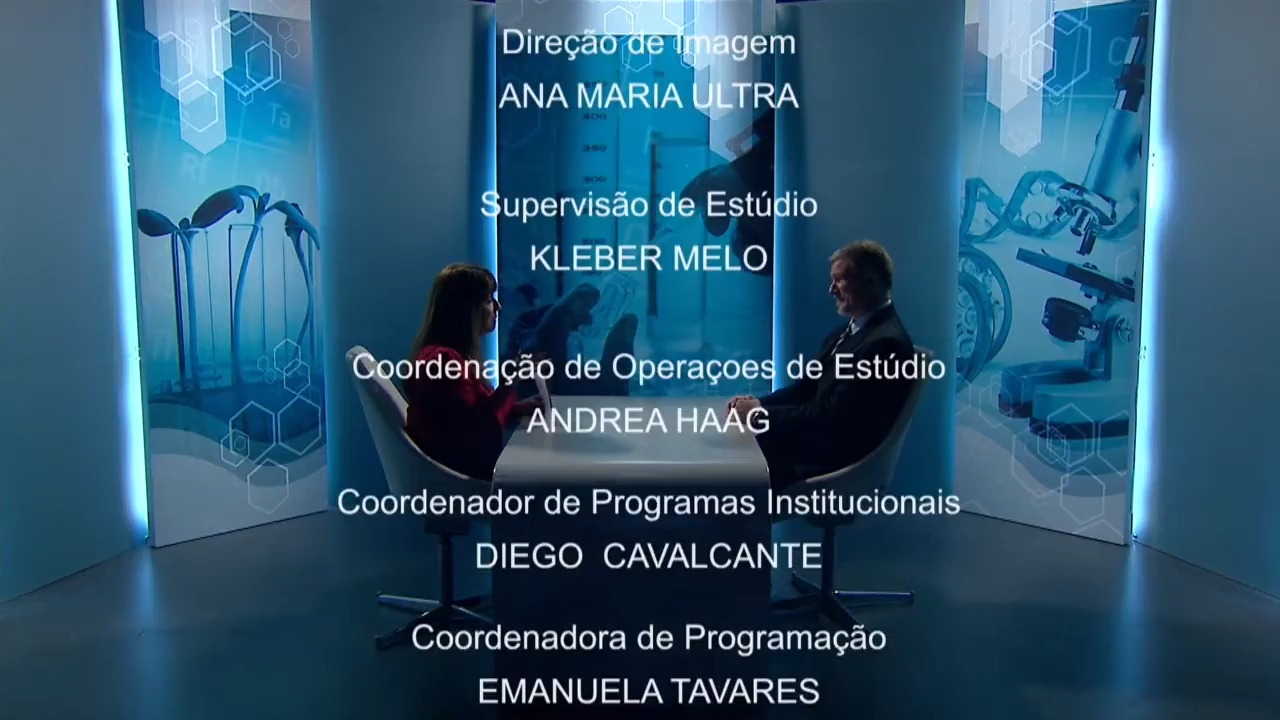 Direção de Imagem
ANA MARIA ULTRA
Supervisão de Estúdio
KLEBER MELO
Coordenação de Operaçoes de Estúdio
ANDREA HAAG
Coordenador de Programas Institucionais
DIEGO CAVALCANTE
Coordenadora de Programação
EMANUELA TAVARES